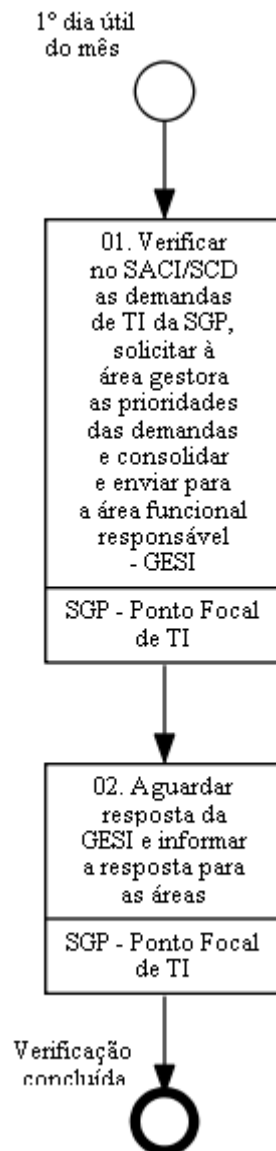 1º dia útil
do mês
01. Verificar
no SACI/SCD
as demandas
de TI da SGP,
solicitar à
área gestora
as prioridades
das demandas
e consolidar
e enviar para
a área funcional
responsável
- GESI
SGP - Ponto Focal
de TI
02. Aguardar
resposta da
GESI e informar
a resposta para
as áreas
SGP - Ponto Focal
de TI
Verificação
concluída